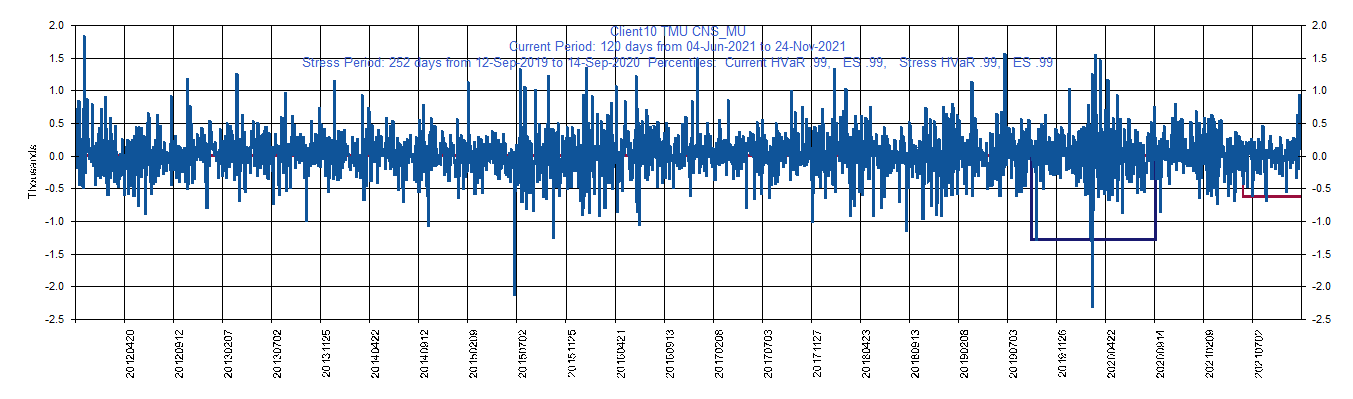 Client10 TMU CNS_MU
Current Period: 120 days from 04-Jun-2021 to 24-Nov-2021
Stress Period: 252 days from 12-Sep-2019 to 14-Sep-2020 Percentiles: Current HVaR .99, ES .99, Stress HVaR .99, ES .99
2.0 2.0
1.5 1.5
1.0 1.0
0.5 0.5
0.0 0.0
-0.5 -0.5
-1.0 -1.0
-1.5 -1.5
-2.0 -2.0
-2.5 -2.5
Thousands
20120420 20120912 20130207 20130702 20131125 20140422 20140912 20150209 20150702 20151125 20160421 20160913 20170208 20170703 20171127 20180423 20180913 20190208 20190703 20191126 20200422 20200914 20210209 20210702